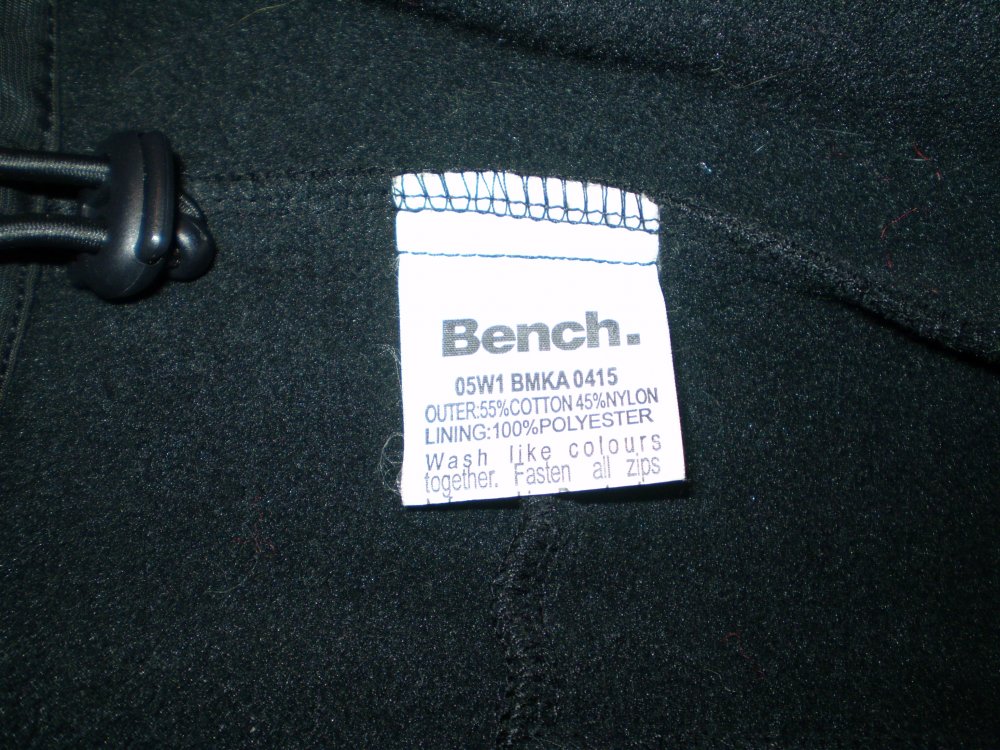 Bench.
05W1 BMKA 0415
OUTER:55%COTTON 45%NYLON
LINING:100%POLYESTER
Wash like colours
together. Fasten all zips